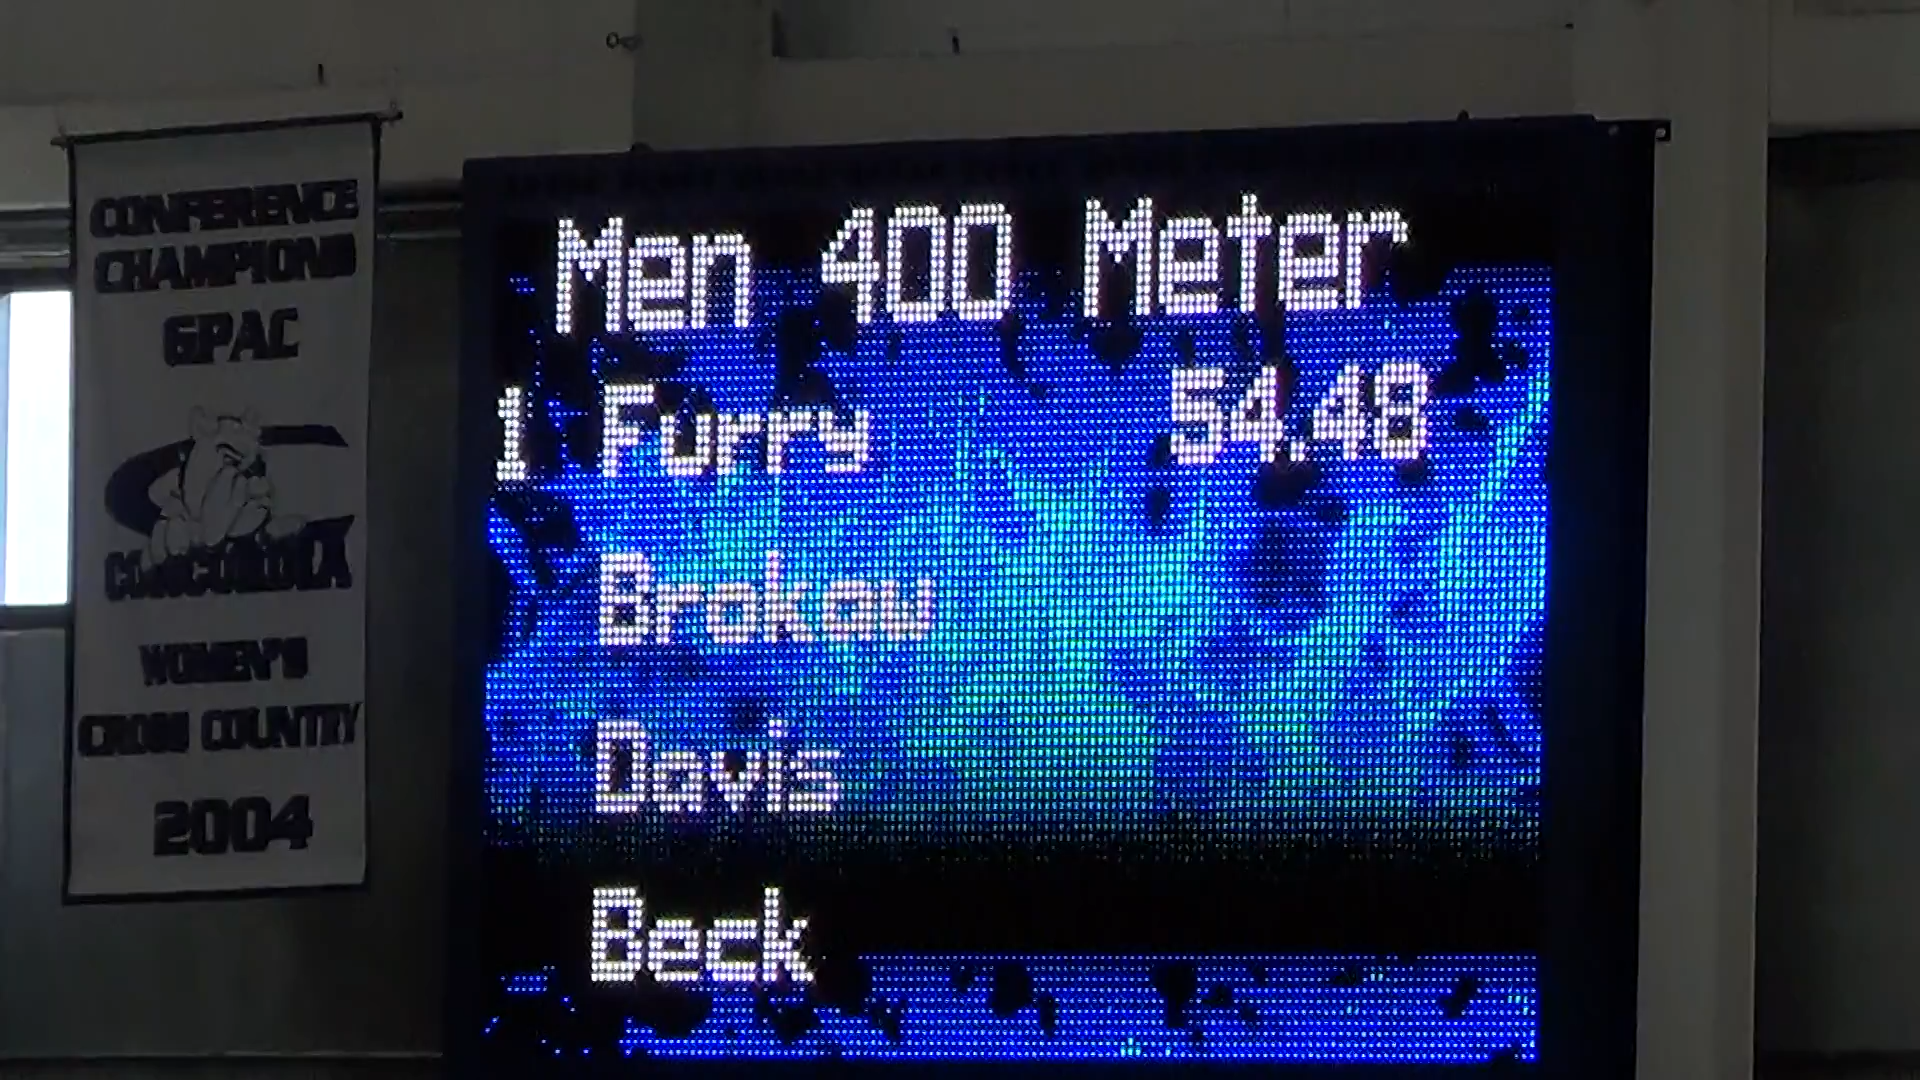 CONFERENCE
CHAMPIONS
GPAC
CONCORDIA
WOMEN'S
CROSS COUNTRY
2004
Men 400 Meter
1 Furry 54.48
Brokaw
Davis
Beck